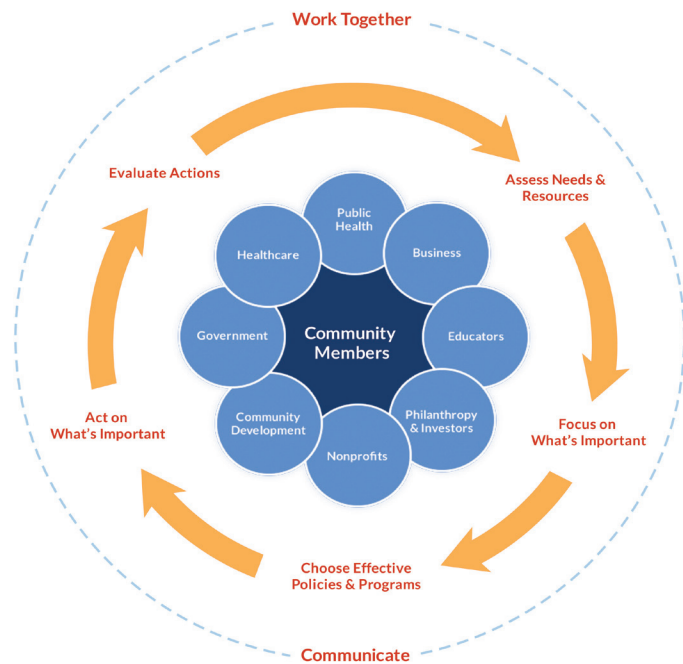 Work Together
Evaluate Actions
Assess Needs &
Resources
Public
Health
Healthcare
Business
Government
Community
Members
Educators
Community
Development
Philanthropy
& Investors
Nonprofits
Act on
What's Important
Focus on
What's Important
Choose Effective
Policies & Programs
Communicate